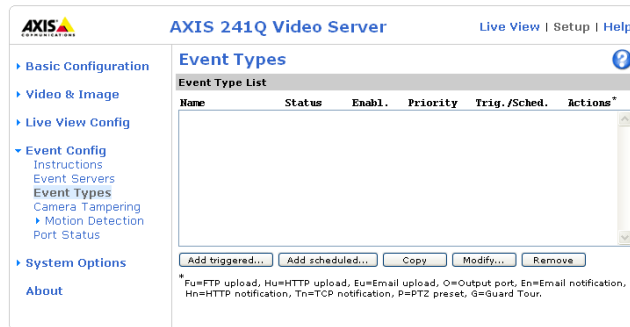 AXIS
COMMUNICATIONS
AXIS 241Q Video Server
Live View | Setup | Help
Basic Configuration
Video & Image
Live View Config
Event Config
Instructions
Event Servers
Event Types
Camera Tampering
Motion Detection
Port Status
System Options
About
Event Types
?
Event Type List
Name Status Enabl. Priority Trig./Sched. Actions*
Add triggered... Add scheduled... Copy Modify... Remove
*Fu=FTP upload, Hu=HTTP upload, Eu=Email upload, O=Output port, En=Email notification,
Hn=HTTP notification, Tn=TCP notification, P=PTZ preset, G=Guard Tour.